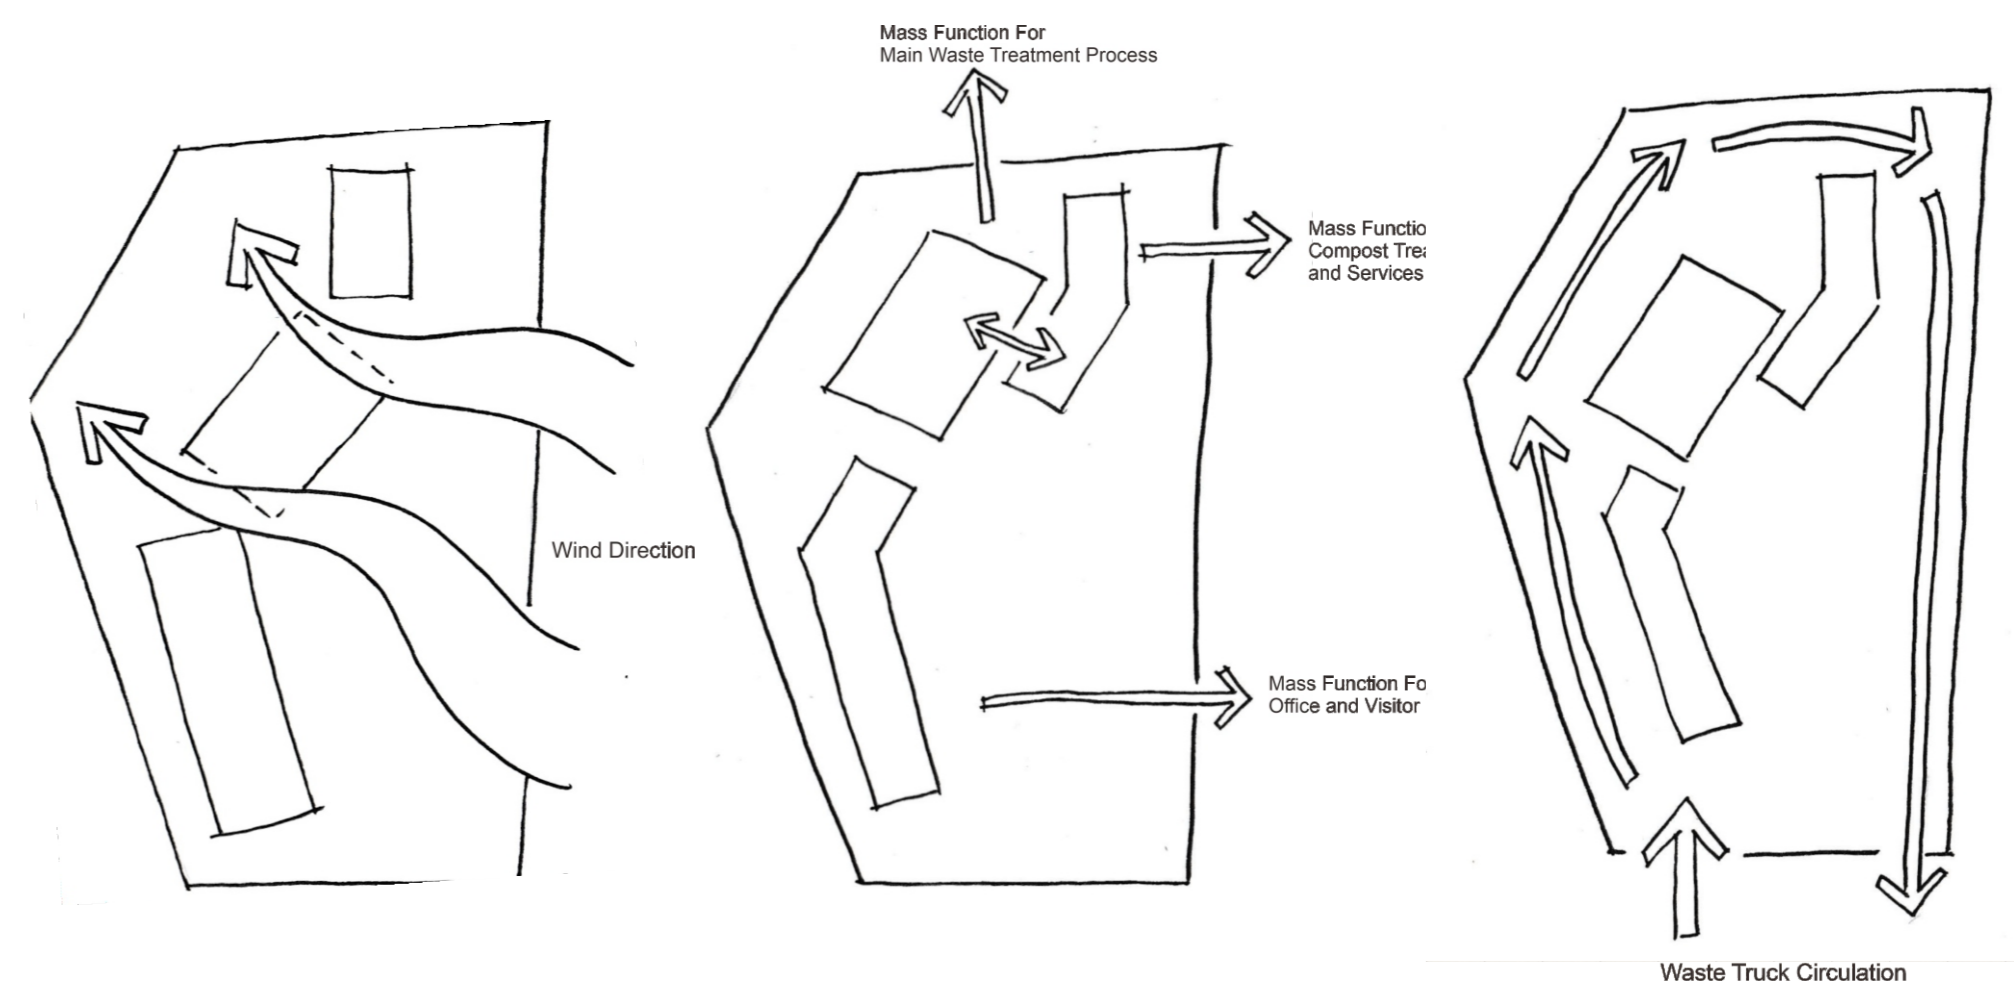 Mass Function For
Main Waste Treatment Process
Mass Functio
Compost Trea
and Services
Wind Direction
Mass Function Fo
Office and Visitor
Waste Truck Circulation